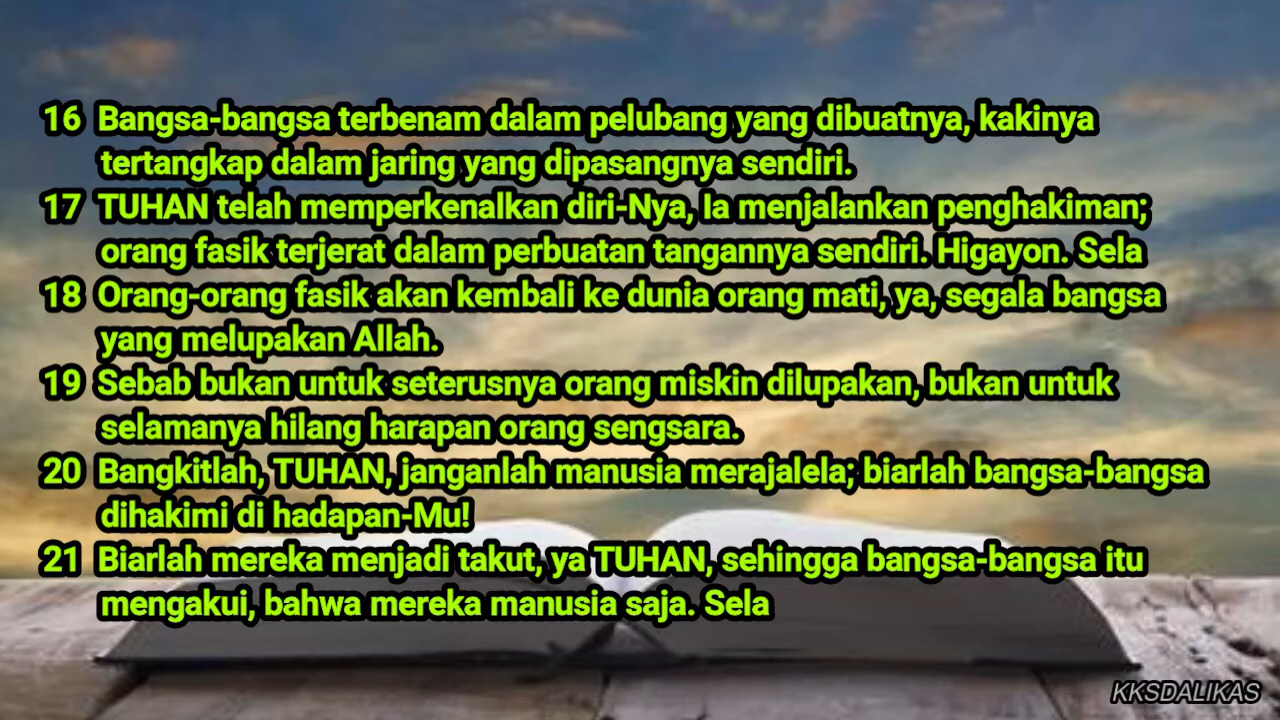 16 Bangsa-bangsa terbenam dalam pelubang yang dibuatnya, kakinya
tertangkap dalam jaring yang dipasangnya sendiri.
17 TUHAN telah memperkenalkan diri-Nya, Ia menjalankan penghakiman;
orang fasik terjerat dalam perbuatan tangannya sendiri. Higayon. Sela
18 Orang-orang fasik akan kembali ke dunia orang mati, ya, segala bangsa
yang melupakan Allah.
19 Sebab bukan untuk seterusnya orang miskin dilupakan, bukan untuk
selamanya hilang harapan orang sengsara.
20 Bangkitlah, TUHAN, janganlah manusia merajalela; biarlah bangsa-bangsa
dihakimi di hadapan-Mu!
21 Biarlah mereka menjadi takut, ya TUHAN, sehingga bangsa-bangsa itu
mengakui, bahwa mereka manusia saja. Sela
KKSDALIKAS